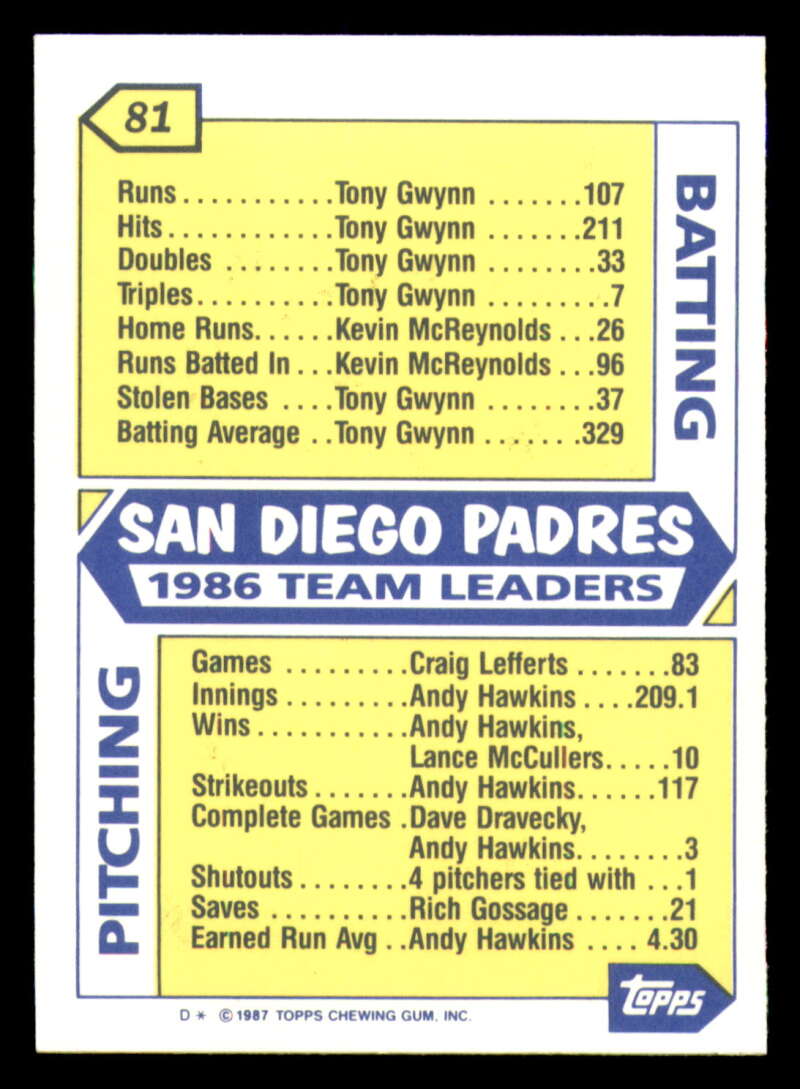 81
Runs...........Tony Gwynn .......107
Hits............Tony Gwynn .......211
Doubles ........Tony Gwynn ........33
Triples..........Tony Gwynn .........7
Home Runs......Kevin McReynolds ...26
Runs Batted In ...Kevin McReynolds ...96
Stolen Bases ....Tony Gwynn ........37
Batting Average ..Tony Gwynn .......329
BATTING
SAN DIEGO PADRES
1986 TEAM LEADERS
PITCHING
Games .........Craig Lefferts .......83
Innings .........Andy Hawkins ....209.1
Wins...........Andy Hawkins,
Lance McCullers.....10
Strikeouts.......Andy Hawkins......117
Complete Games .Dave Dravecky,
Andy Hawkins........3
Shutouts........4 pitchers tied with ...1
Saves ..........Rich Gossage .......21
Earned Run Avg ..Andy Hawkins .... 4.30
topps
D * © 1987 TOPPS CHEWING GUM, INC.